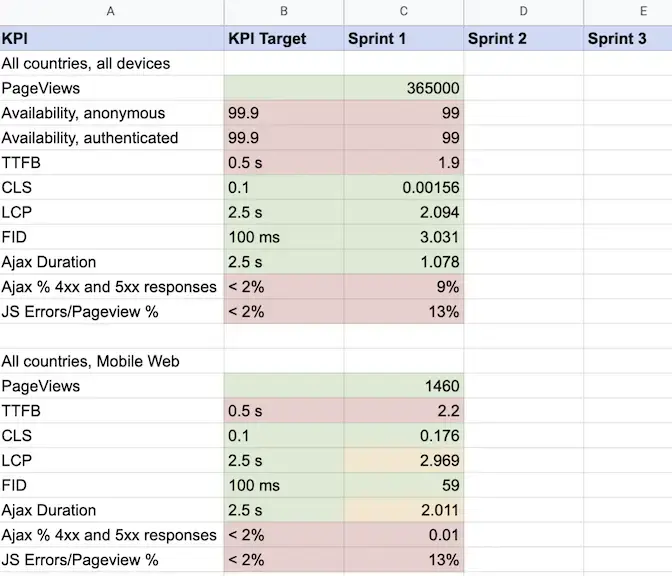 A B C D E
KPI KPI Target Sprint 1 Sprint 2 Sprint 3
All countries, all devices
PageViews 365000
Availability, anonymous 99.9 99
Availability, authenticated 99.9 99
TTFB 0.5 s 1.9
CLS 0.1 0.00156
LCP 2.5 s 2.094
FID 100 ms 3.031
Ajax Duration 2.5 s 1.078
Ajax % 4xx and 5xx responses < 2% 9%
JS Errors/Pageview % < 2% 13%
All countries, Mobile Web
PageViews 1460
TTFB 0.5 s 2.2
CLS 0.1 0.176
LCP 2.5 s 2.969
FID 100 ms 59
Ajax Duration 2.5 s 2.011
Ajax % 4xx and 5xx responses < 2% 0.01
JS Errors/Pageview % < 2% 13%